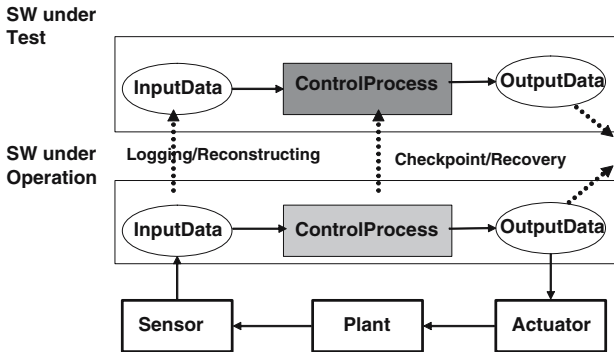 SW under
Test
InputData
ControlProcess
OutputData
Logging/Reconstructing
Checkpoint/Recovery
SW under
Operation
InputData
ControlProcess
OutputData
Sensor
Plant
Actuator